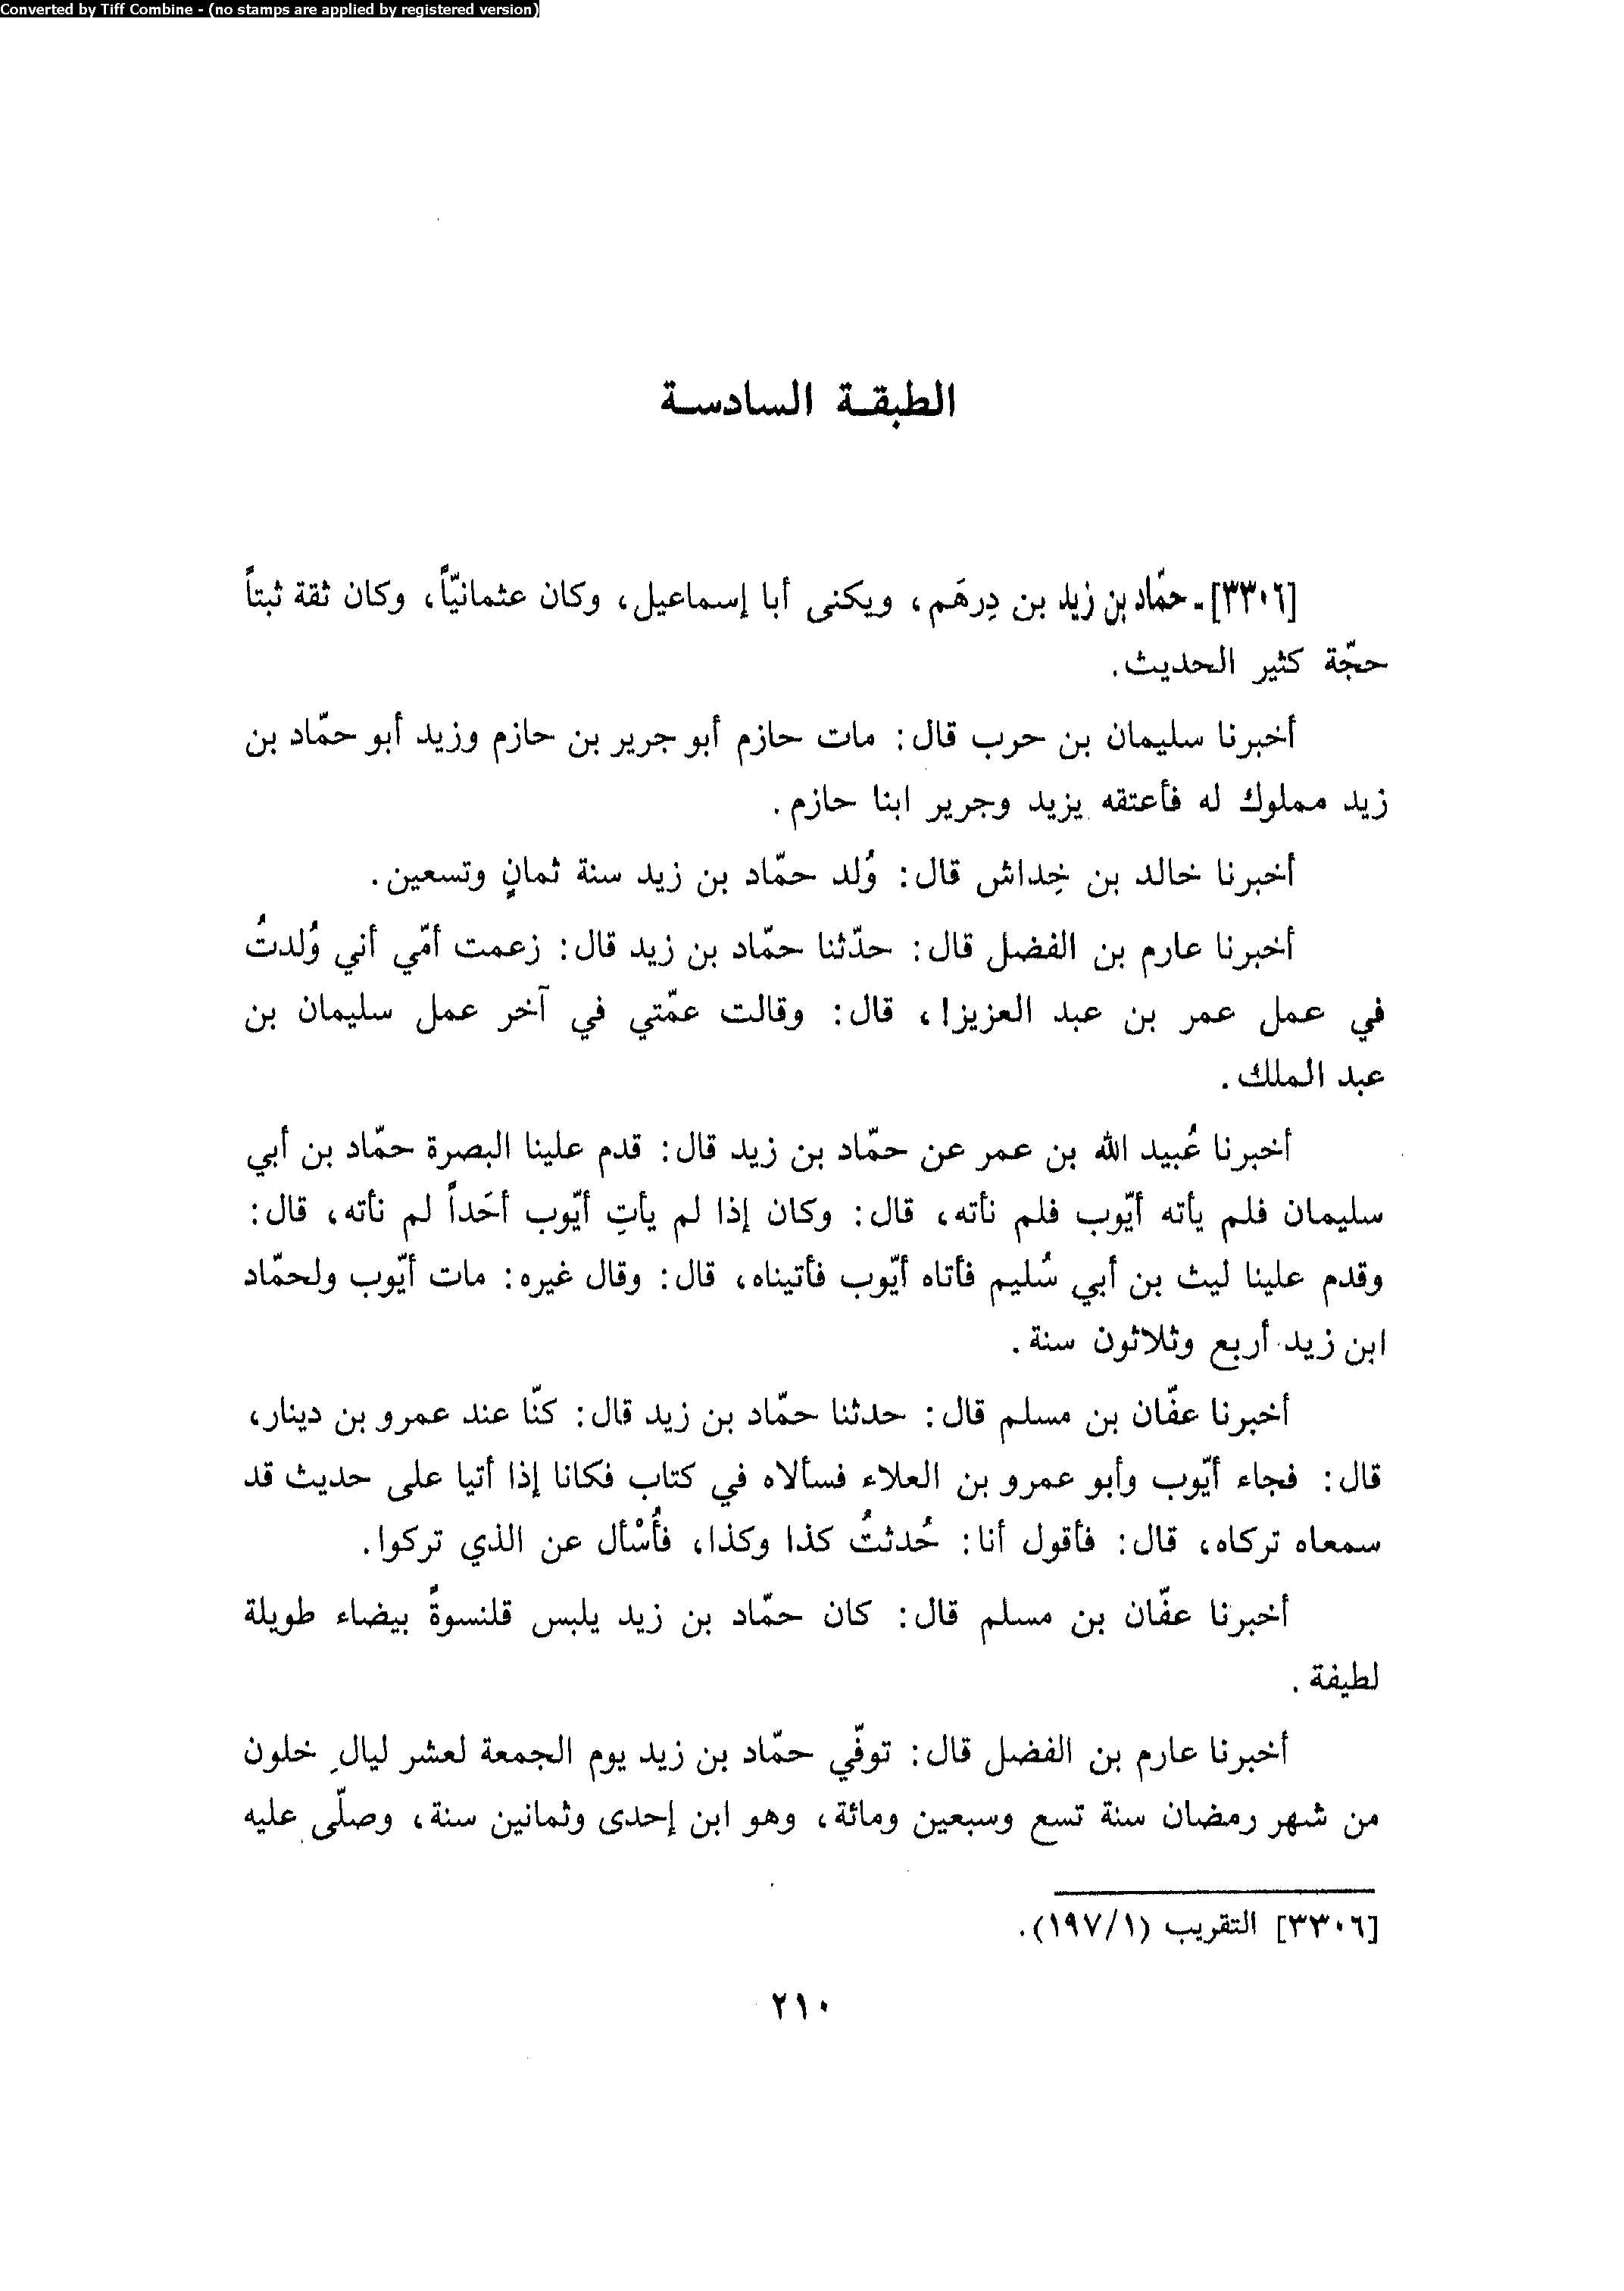 Converted by Tiff Combine - (no stamps are applied by registered version)
الطبقة السادسة
[٣٣٠٦]ـ حمّاد بن زيد بن دِرهَم، ويكنى أبا إسماعيل، وكان عثمانيّاً، وكان ثقة ثبتاً
حجّة كثير الحديث.
أخبرنا سليمان بن حرب قال: مات حازم أبو جرير بن حازم وزيد أبو حمّاد بن
زيد مملوك له فأعتقه يزيد وجرير ابنا حازم.
أخبرنا خالد بن خِداش قال: وُلد حمّاد بن زيد سنة ثمانٍ وتسعين.
أخبرنا عارم بن الفضل قال: حدّثنا حمّاد بن زيد قال: زعمت أمّي أني وُلدتُ
في عمل عمر بن عبد العزيز!، قال: وقالت عمّتي في آخر عمل سليمان بن
عبد الملك.
أخبرنا عُبيد الله بن عمر عن حمّاد بن زيد قال: قدم علينا البصرة حمّاد بن أبي
سليمان فلم يأته أيّوب فلم نأته، قال: وكان إذا لم يأتِ أيّوب أحَداً لم نأته، قال:
وقدم علينا ليث بن أبي سُليم فأتاه أيّوب فأتيناه، قال: وقال غيره: مات أيّوب ولحمّاد
ابن زيد أربع وثلاثون سنة.
أخبرنا عفّان بن مسلم قال: حدثنا حمّاد بن زيد قال: كنّا عند عمرو بن دينار،
قال: فجاء أيّوب وأبو عمرو بن العلاء فسألاه في كتاب فكانا إذا أتيا على حديث قد
سمعاه تركاه، قال: فأقول أنا: حُدثتُ كذا وكذا، فأُسْأل عن الذي تركوا.
أخبرنا عفّان بن مسلم قال: كان حمّاد بن زيد يلبس قلنسوةً بيضاء طويلة
لطيفة.
أخبرنا عارم بن الفضل قال: توفّي حمّاد بن زيد يوم الجمعة لعشر ليالٍ خلون
من شهر رمضان سنة تسع وسبعين ومائة، وهو ابن إحدى وثمانين سنة، وصلّى عليه
[٣٣٠٦] التقريب (١٩٧/١).
٢١٠